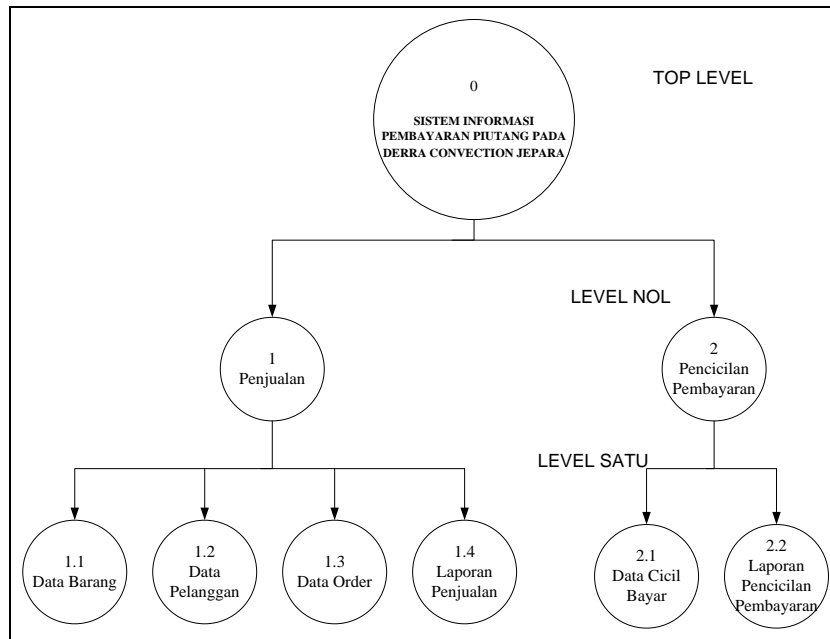 0
SISTEM INFORMASI
PEMBAYARAN PIUTANG PADA
DERRA CONVECTION JEPARA
TOP LEVEL
LEVEL NOL
1
Penjualan
2
Pencicilan
Pembayaran
LEVEL SATU
1.1
Data Barang
1.2
Data
Pelanggan
1.3
Data Order
1.4
Laporan
Penjualan
2.1
Data Cicil
Bayar
2.2
Laporan
Pencicilan
Pembayaran